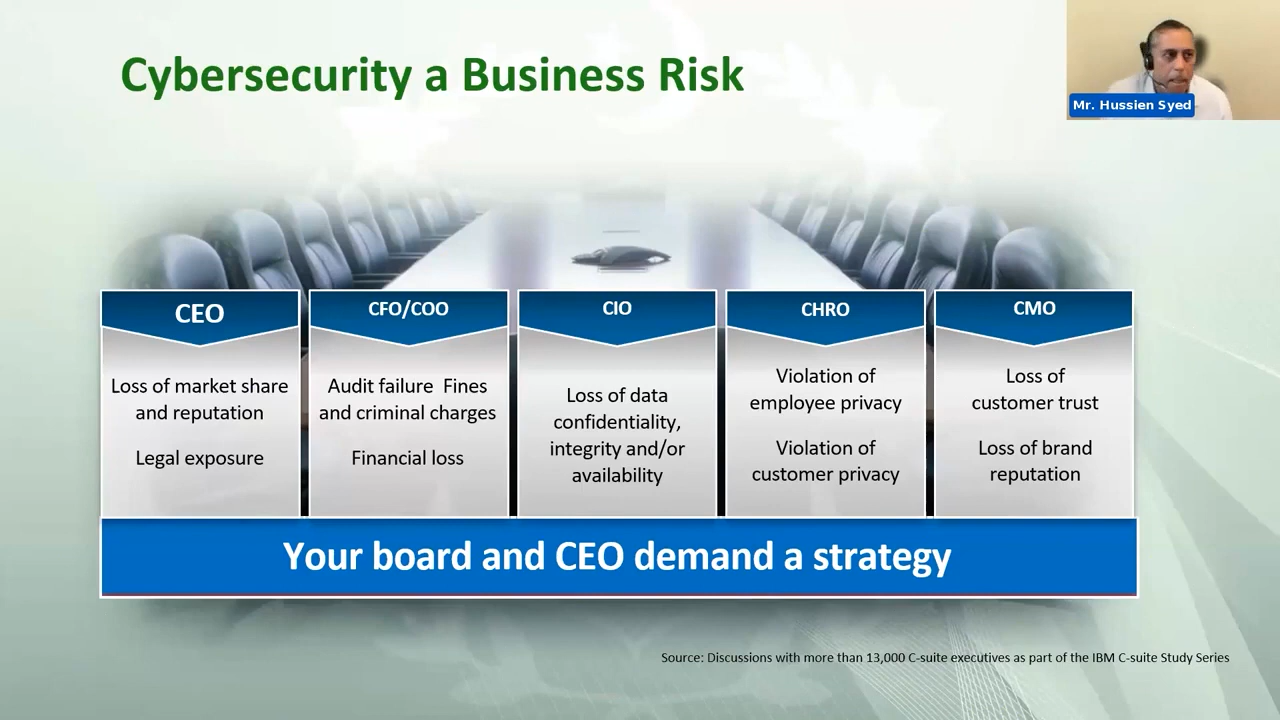 Cybersecurity a Business Risk
Mr. Hussien Syed
CEO
Loss of market share
and reputation
Legal exposure
CFO/COO
Audit failure  Fines
and criminal charges
Financial loss
CIO
Loss of data
confidentiality,
integrity and/or
availability
CHRO
Violation of
employee privacy
Violation of
customer privacy
CMO
Loss of
customer trust
Loss of brand
reputation
Your board and CEO demand a strategy
Source: Discussions with more than 13,000 C-suite executives as part of the IBM C-suite Study Series